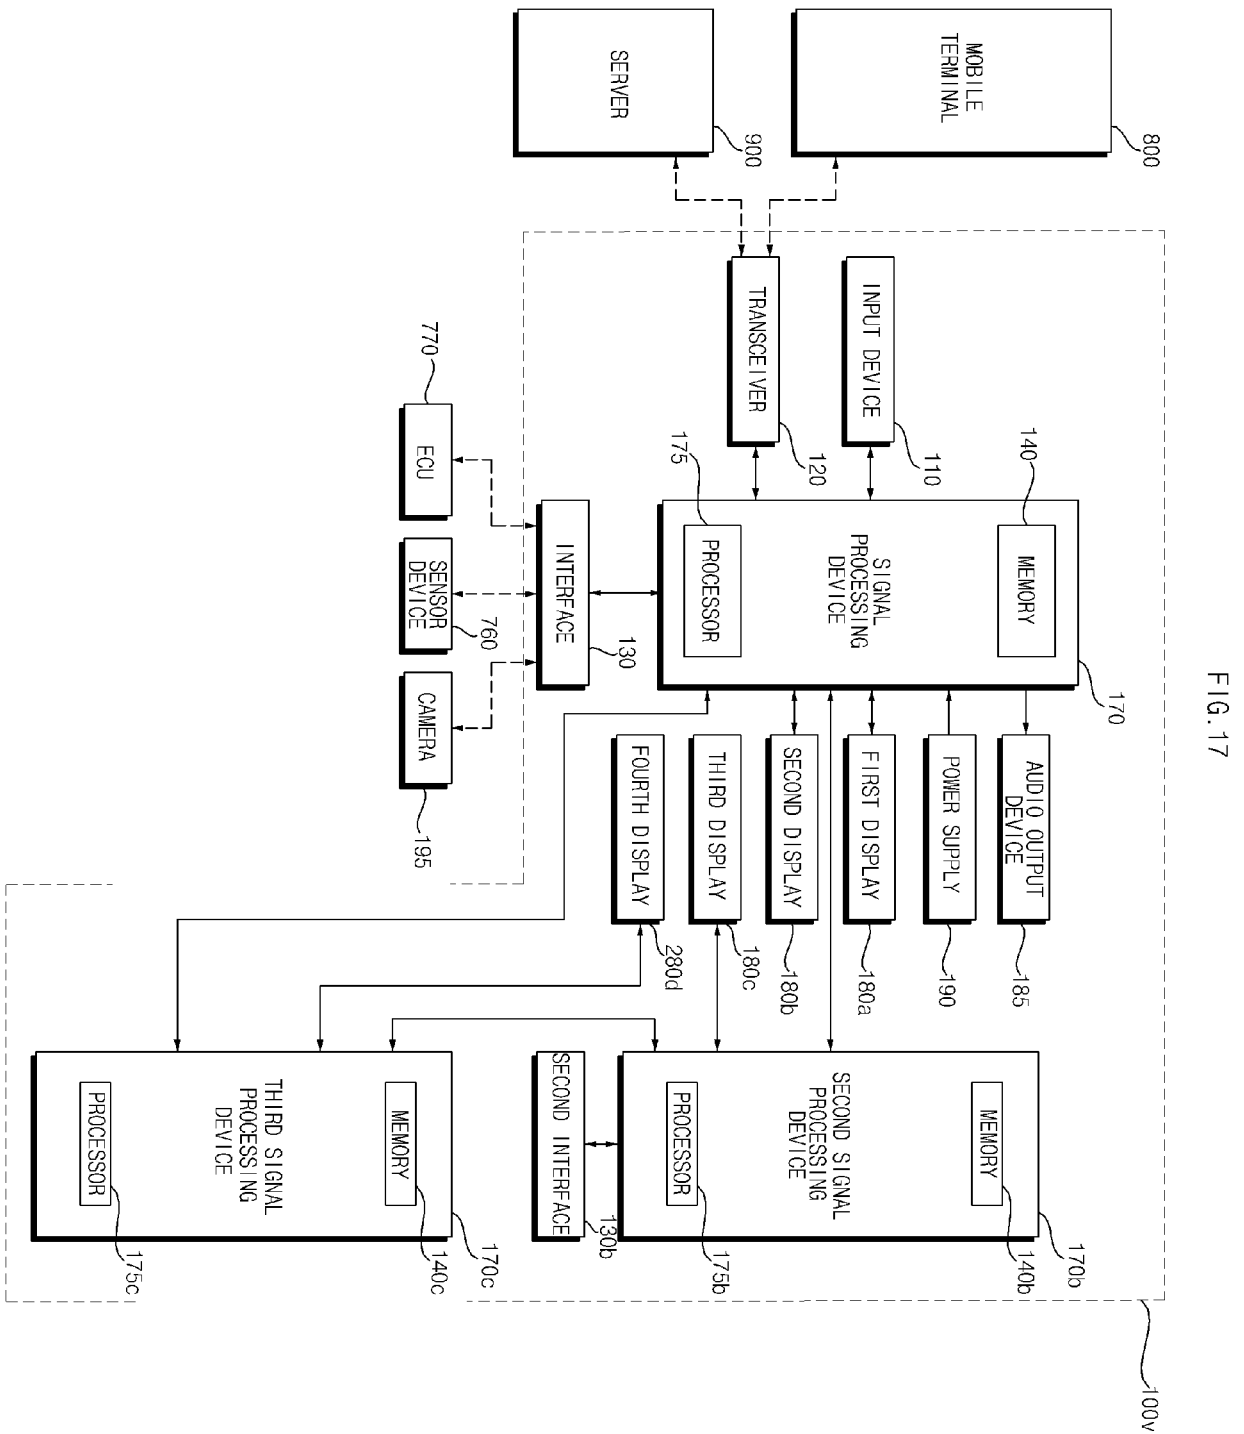 FIG.17
MOBILE
TERMINAL
800
SERVER
900
INPUT DEVICE
110
TRANSCEIVER
120
MEMORY
140
SIGNAL
PROCESSING
DEVICE
170
PROCESSOR
175
INTERFACE
130
ECU
770
SENSOR
DEVICE
760
CAMERA
195
AUDIO OUTPUT
DEVICE
185
POWER SUPPLY
190
FIRST DISPLAY
180a
SECOND DISPLAY
180b
THIRD DISPLAY
180c
FOURTH DISPLAY
280d
MEMORY
140b
SECOND SIGNAL
PROCESSING
DEVICE
170b
PROCESSOR
175b
SECOND INTERFACE
130b
MEMORY
140c
THIRD SIGNAL
PROCESSING
DEVICE
170c
PROCESSOR
175c
100v